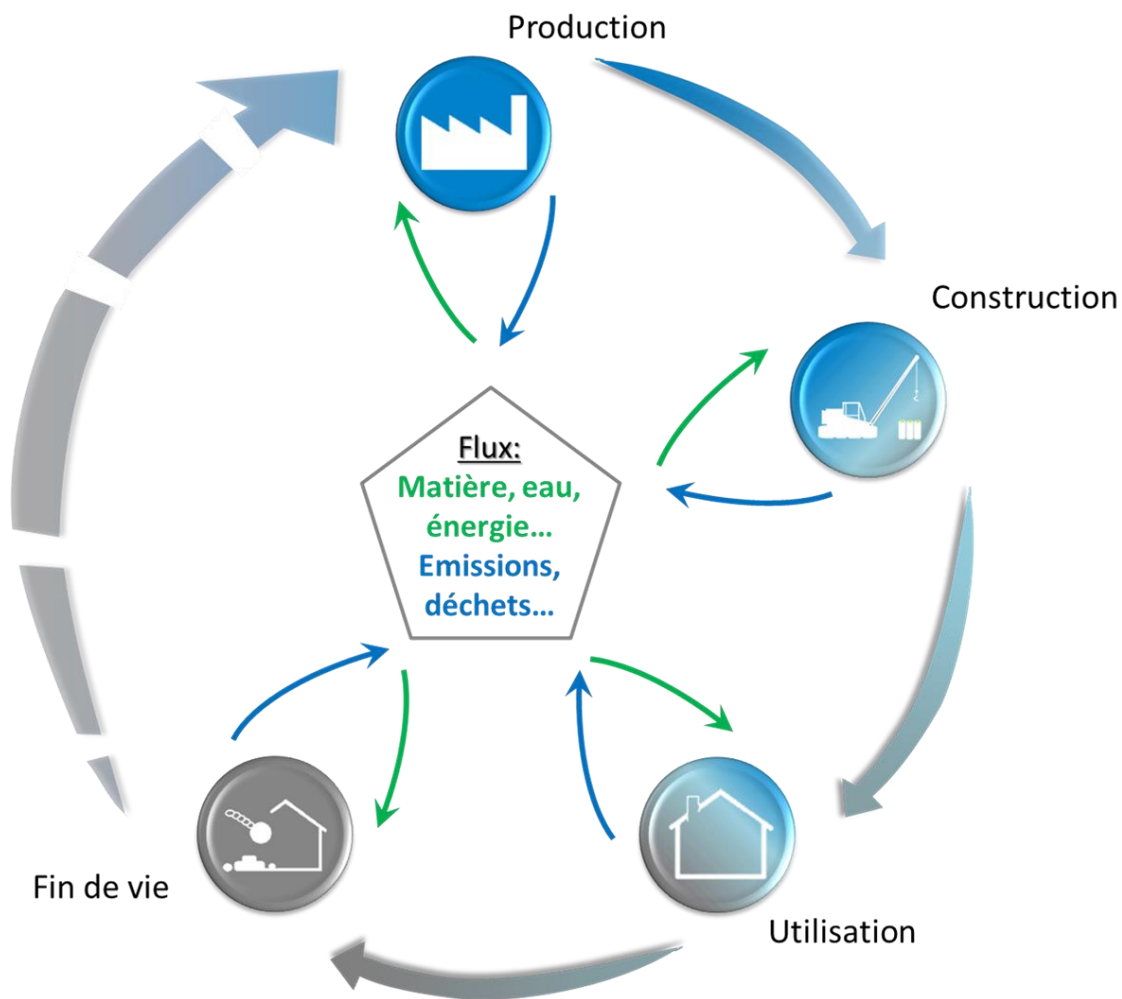 Production
Construction
Flux:
Matière, eau,
énergie...
Emissions,
déchets...
Fin de vie
Utilisation